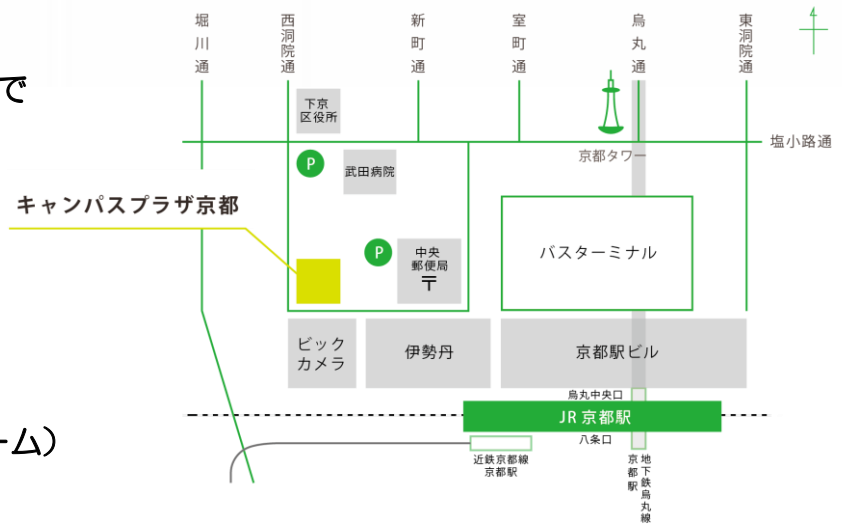 堀川通
西洞院通
新町通
室町通
烏丸通
東洞院通
4
で
下京
区役所
塩小路通
京都タワー
P
武田病院
キャンパスプラザ京都
P
中央
郵便局
〒
バスターミナル
ビック
カメラ
伊勢丹
京都駅ビル
烏丸中央口
JR 京都駅
ーム)
八条口
近鉄京都線
京都駅
地下鉄烏丸線
京都駅